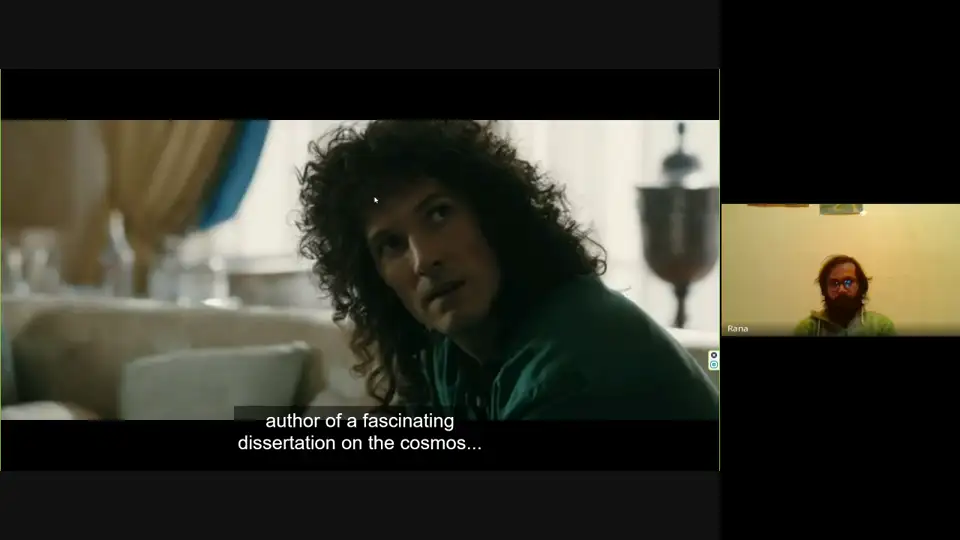 author of a fascinating
dissertation on the cosmos...
Rana